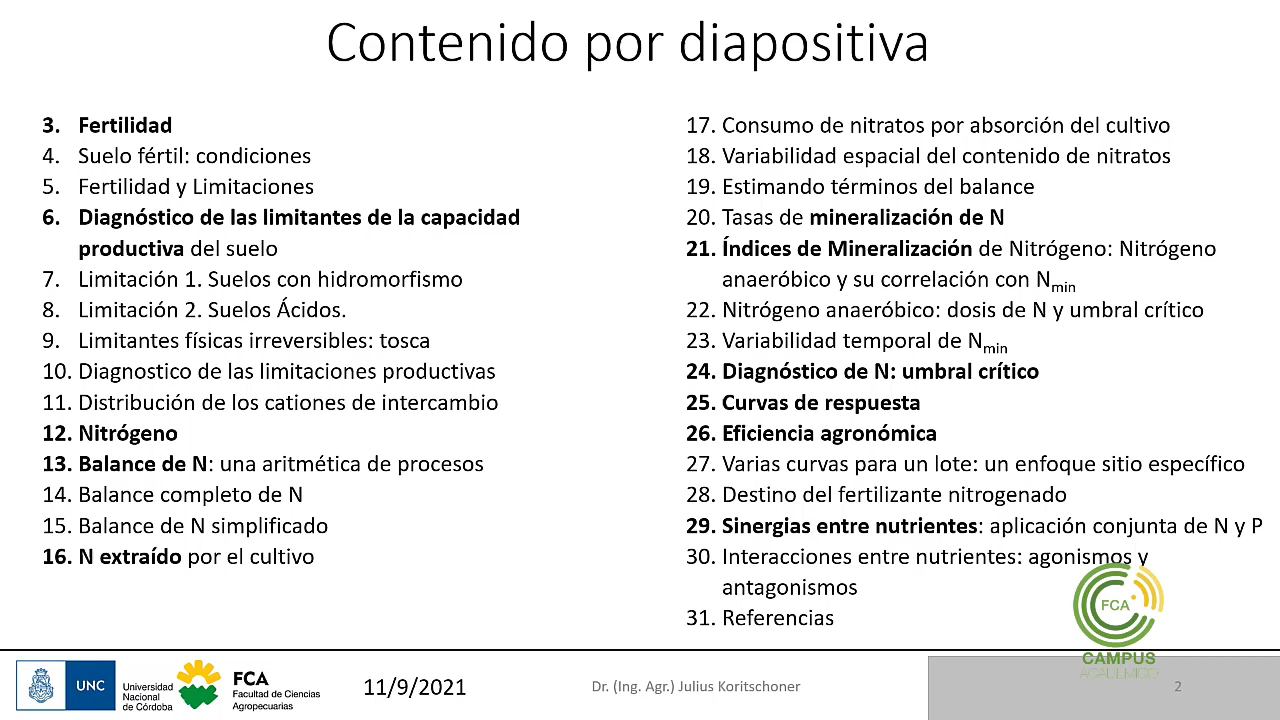 Contenido por diapositiva
3. Fertilidad
4. Suelo fértil: condiciones
5. Fertilidad y Limitaciones
6. Diagnóstico de las limitantes de la capacidad
productiva del suelo
7. Limitación 1. Suelos con hidromorfismo
8. Limitación 2. Suelos Ácidos.
9. Limitantes físicas irreversibles: tosca
10. Diagnostico de las limitaciones productivas
11. Distribución de los cationes de intercambio
12. Nitrógeno
13. Balance de N: una aritmética de procesos
14. Balance completo de N
15. Balance de N simplificado
16. N extraído por el cultivo
17. Consumo de nitratos por absorción del cultivo
18. Variabilidad espacial del contenido de nitratos
19. Estimando términos del balance
20. Tasas de mineralización de N
21. Índices de Mineralización de Nitrógeno: Nitrógeno
anaeróbico y su correlación con Nmin
22. Nitrógeno anaeróbico: dosis de N y umbral crítico
23. Variabilidad temporal de Nmin
24. Diagnóstico de N: umbral crítico
25. Curvas de respuesta
26. Eficiencia agronómica
27. Varias curvas para un lote: un enfoque sitio específico
28. Destino del fertilizante nitrogenado
29. Sinergias entre nutrientes: aplicación conjunta de N y P
30. Interacciones entre nutrientes: agonismos y
antagonismos
31. Referencias
FCA
CAMPUS
ACADÉMICO
UNC
Universidad
Nacional
de Córdoba
FCA
Facultad de Ciencias
Agropecuarias
11/9/2021
Dr. (Ing. Agr.) Julius Koritschoner
2